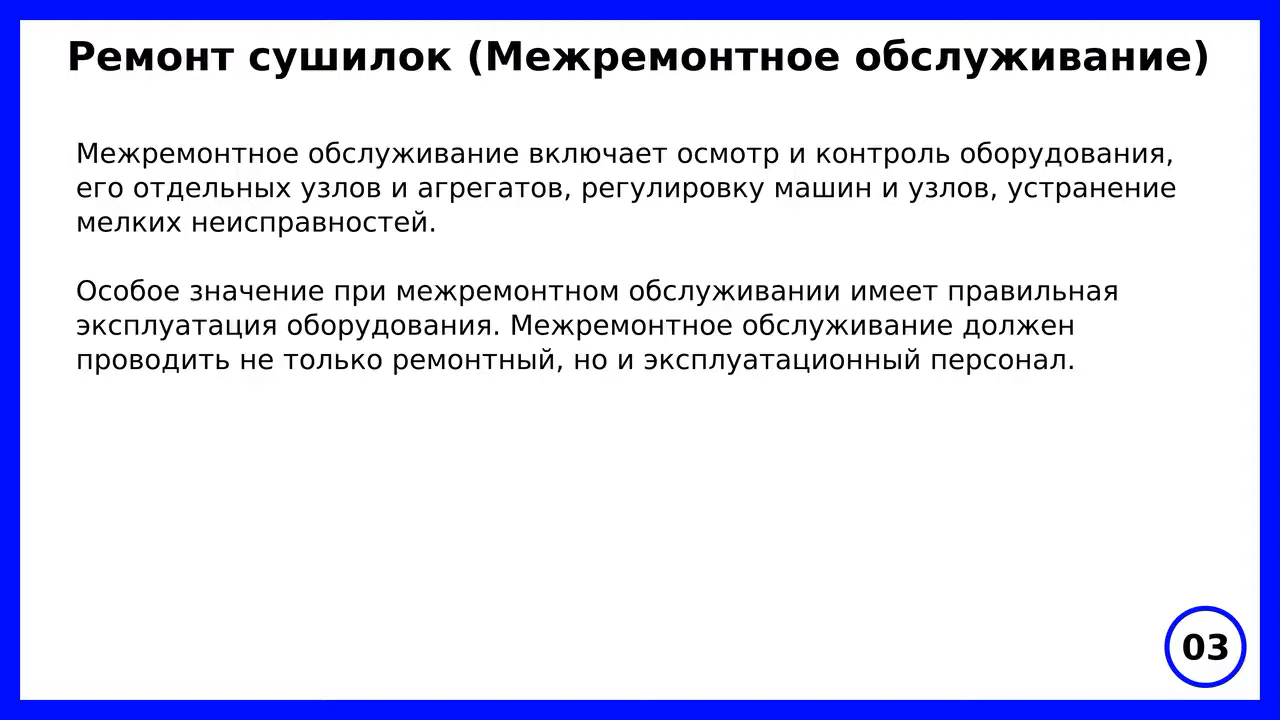 Ремонт сушилок (Межремонтное обслуживание)
Межремонтное обслуживание включает осмотр и контроль оборудования,
его отдельных узлов и агрегатов, регулировку машин и узлов, устранение
мелких неисправностей.
Особое значение при межремонтном обслуживании имеет правильная
эксплуатация оборудования. Межремонтное обслуживание должен
проводить не только ремонтный, но и эксплуатационный персонал.
03